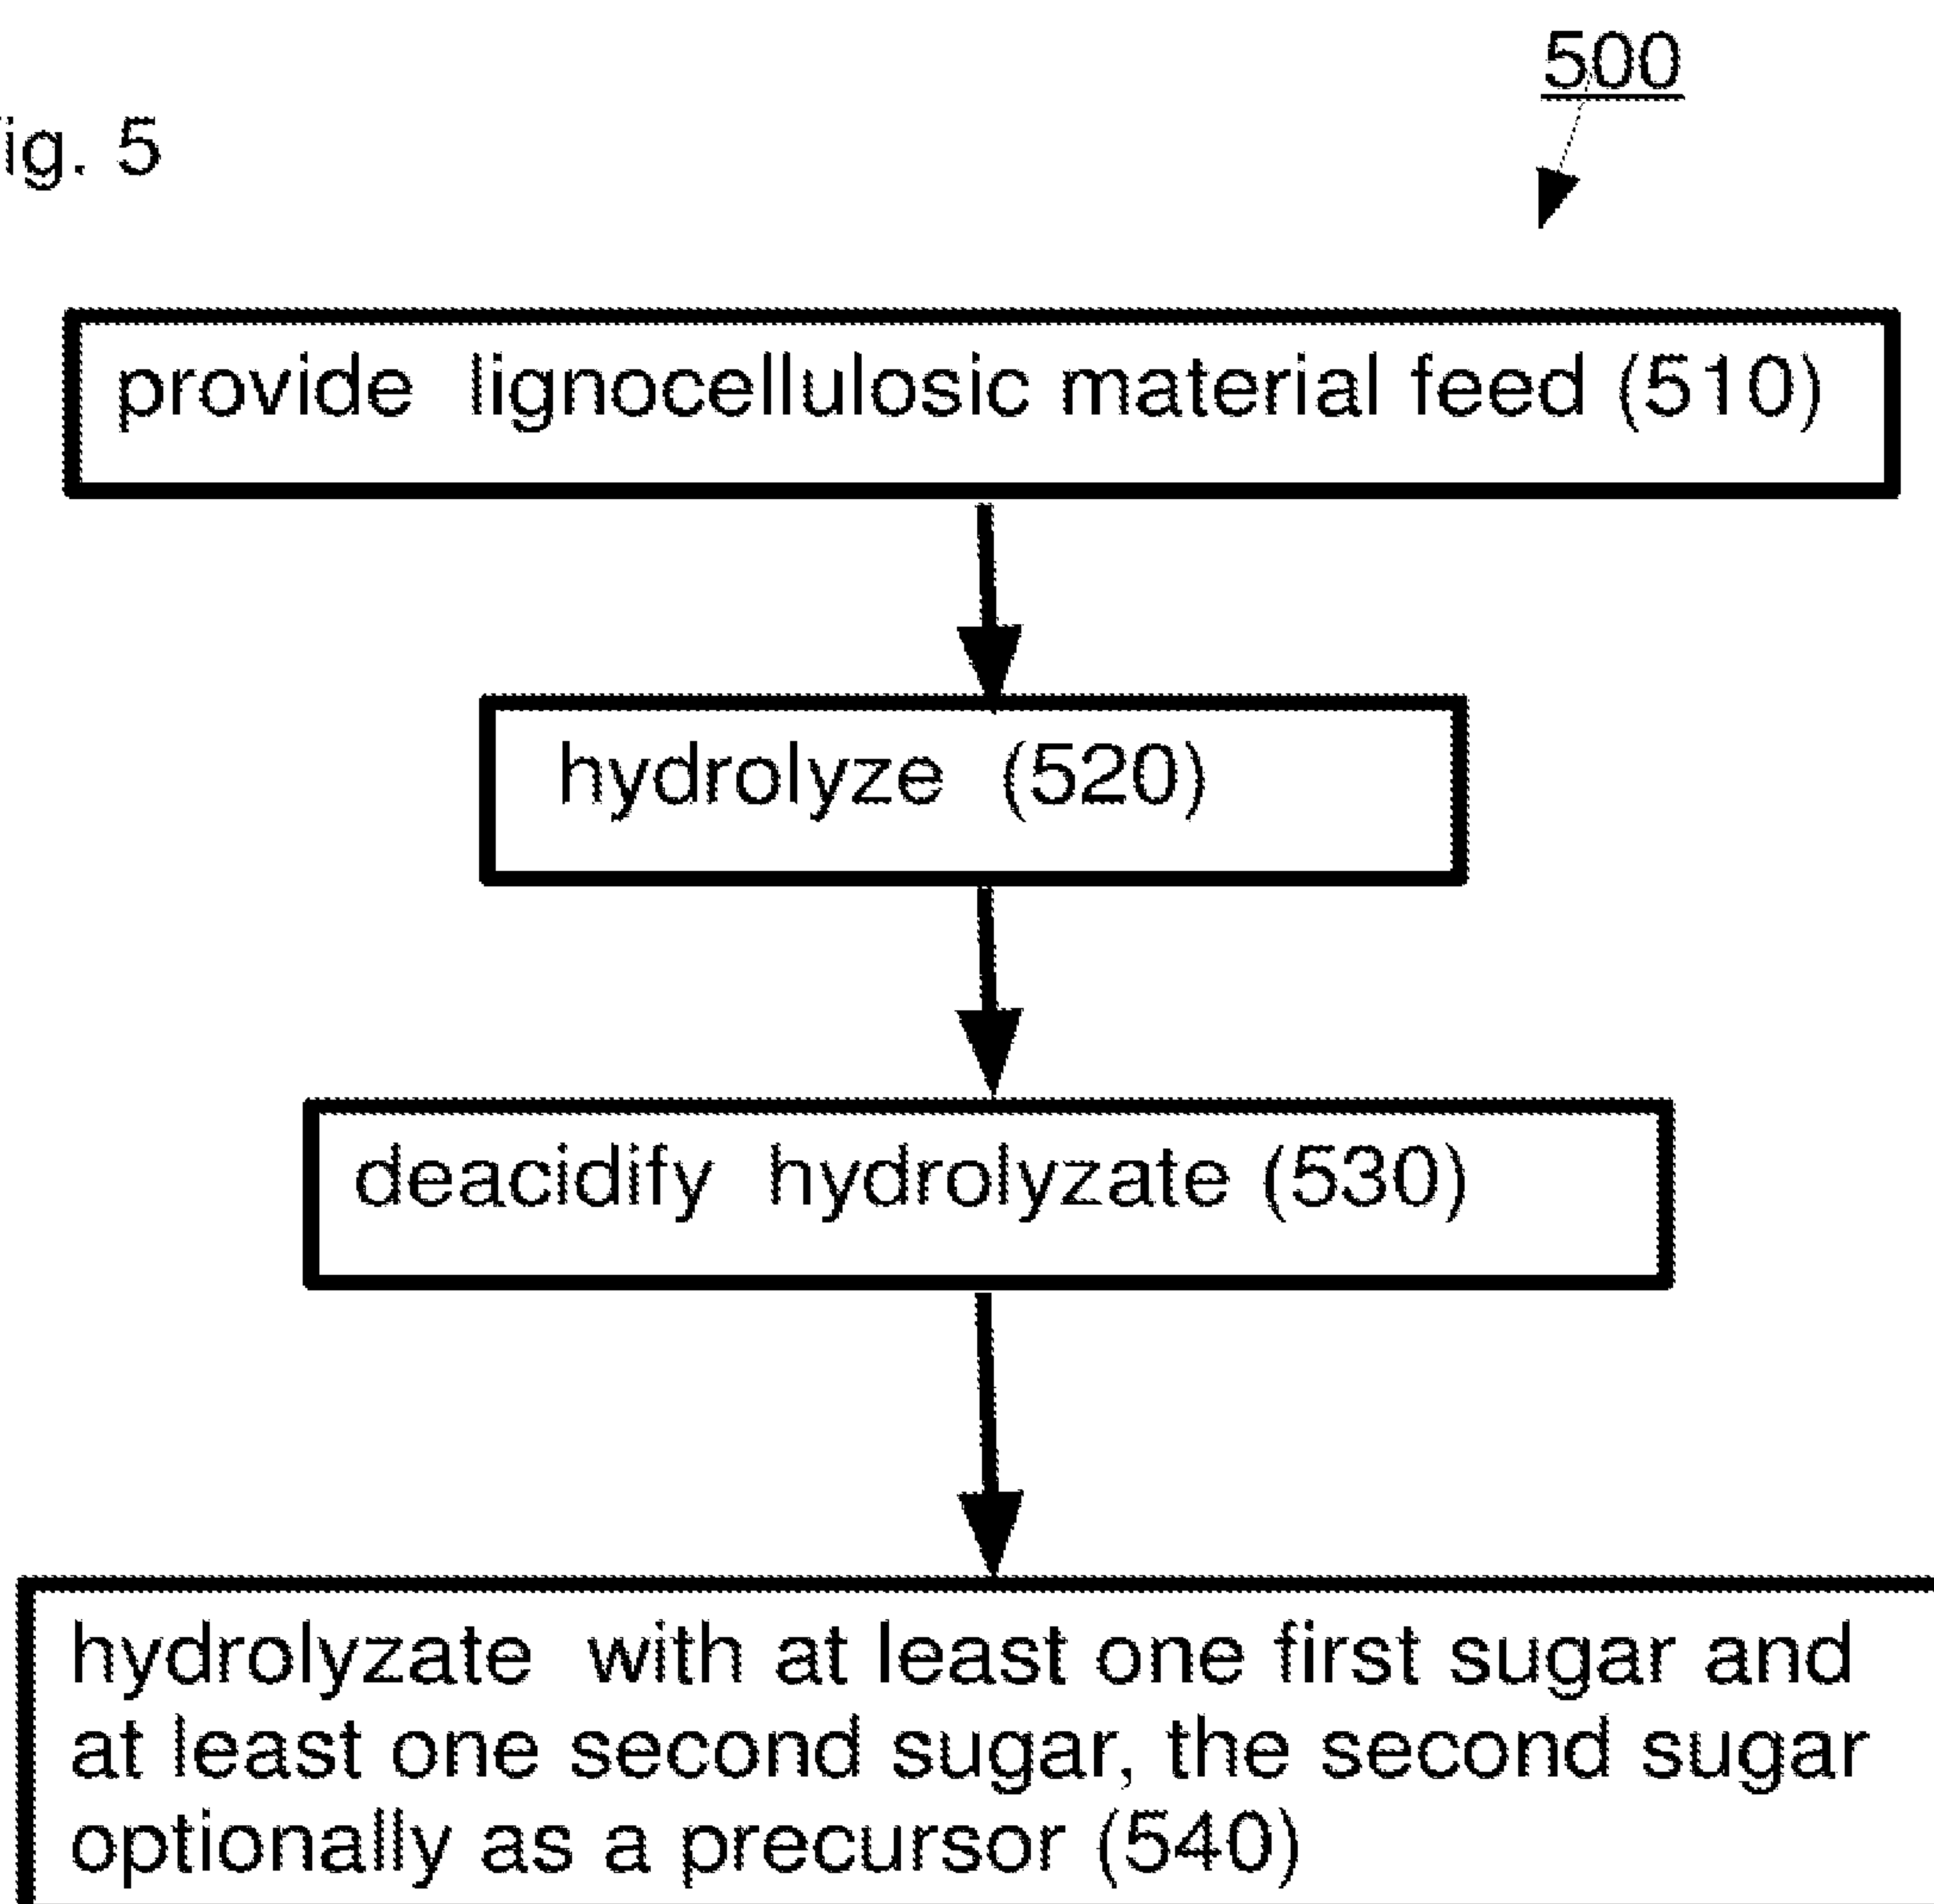 500
ig. 5
provide lignocellulosic material feed (510)
hydrolyze (520)
deacidify hydrolyzate (530)
hydrolyzate with at least one first sugar and
at least one second sugar, the second sugar
optionally as a precursor (540)